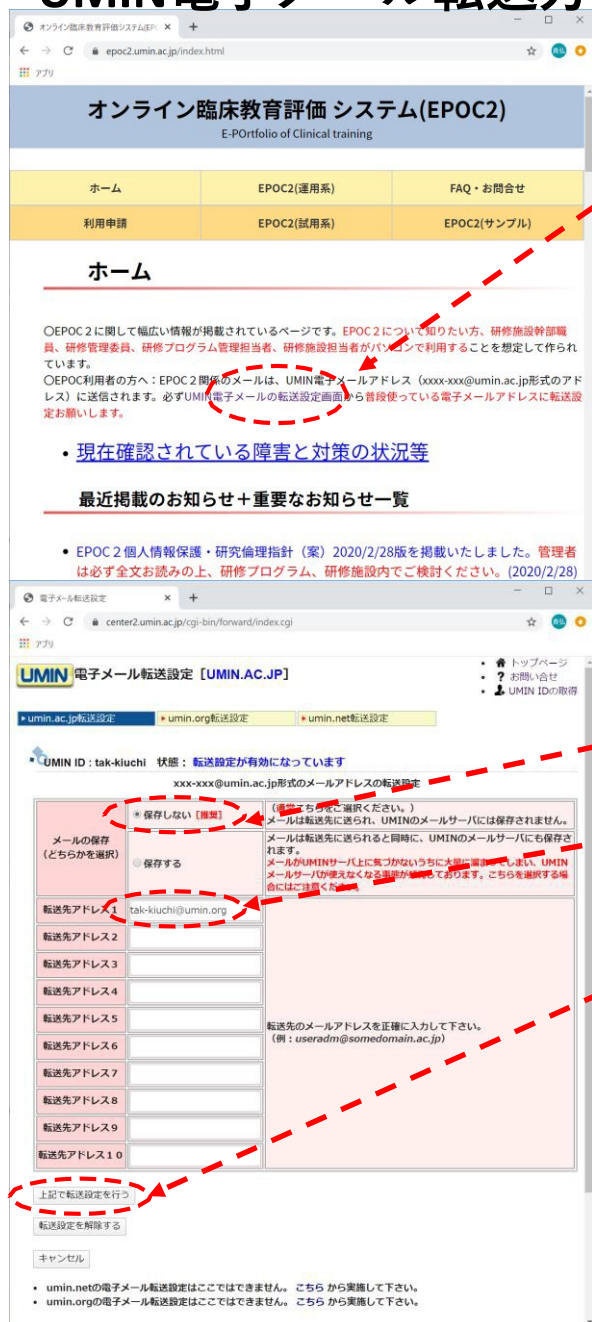 UMIN電子メール転送方
オンライン臨床教育評価システム(EPO
epoc2.umin.ac.jp/index.html
アプリ
オンライン臨床教育評価 システム(EPOC2)
E-POrtfolio of Clinical training
ホーム EPOC2(運用系) FAQ・お問合せ
利用申請 EPOC2(試用系) EPOC2(サンプル)
ホーム
〇EPOC２に関して幅広い情報が掲載されているページです。EPOC２について知りたい方、研修施設幹部職
員、研修管理委員、研修プログラム管理担当者、研修施設担当者がパソコンで利用することを想定して作られ
ています。
〇EPOC利用者の方へ：EPOC２関係のメールは、UMIN電子メールアドレス（xxxx-xxx@umin.ac.jp形式のアド
レス）に送信されます。必ずUMIN電子メールの転送設定画面から普段使っている電子メールアドレスに転送設
定お願いします。
• 現在確認されている障害と対策の状況等
最近掲載のお知らせ＋重要なお知らせ一覧
• EPOC２個人情報保護・研究倫理指針（案）2020/2/28版を掲載いたしました。管理者
は必ず全文お読みの上、研修プログラム、研修施設内でご検討ください。(2020/2/28)
電子メール転送設定
center2.umin.ac.jp/cgi-bin/forward/index.cgi
アプリ
UMIN 電子メール転送設定［UMIN.AC.JP］
• トップページ
• ? お問い合せ
• UMIN IDの取得
umin.ac.jp転送設定 umin.org転送設定 umin.net転送設定
UMIN ID : tak-kiuchi 状態： 転送設定が有効になっています
xxx-xxx@umin.ac.jp形式のメールアドレスの転送設定
メールの保存
（どちらかを選択）
保存しない［推奨］
（通常こちらをご選択ください。）
メールは転送先に送られ、UMINのメールサーバには保存されません。
保存する
メールは転送先に送られると同時に、UMINのメールサーバにも保存さ
れます。
メールがUMINサーバ上に気づかないうちに大量に溜まってしまい、UMIN
メールサーバが使えなくなる事態が
こちらを選択する場
合にはご注意ください。
転送先アドレス１ tak-kiuchi@umin.org
転送先アドレス２
転送先アドレス３
転送先アドレス４
転送先アドレス５
転送先アドレス６
転送先アドレス７
転送先アドレス８
転送先アドレス９
転送先アドレス１０
転送先のメールアドレスを正確に入力して下さい。
（例：useradm@somedomain.ac.jp）
上記で転送設定を行う
転送設定を解除する
キャンセル
• umin.netの電子メール転送設定はここではできません。 こちら から実施して下さい。
• umin.orgの電子メール転送設定はここではできません。 こちら から実施して下さい。